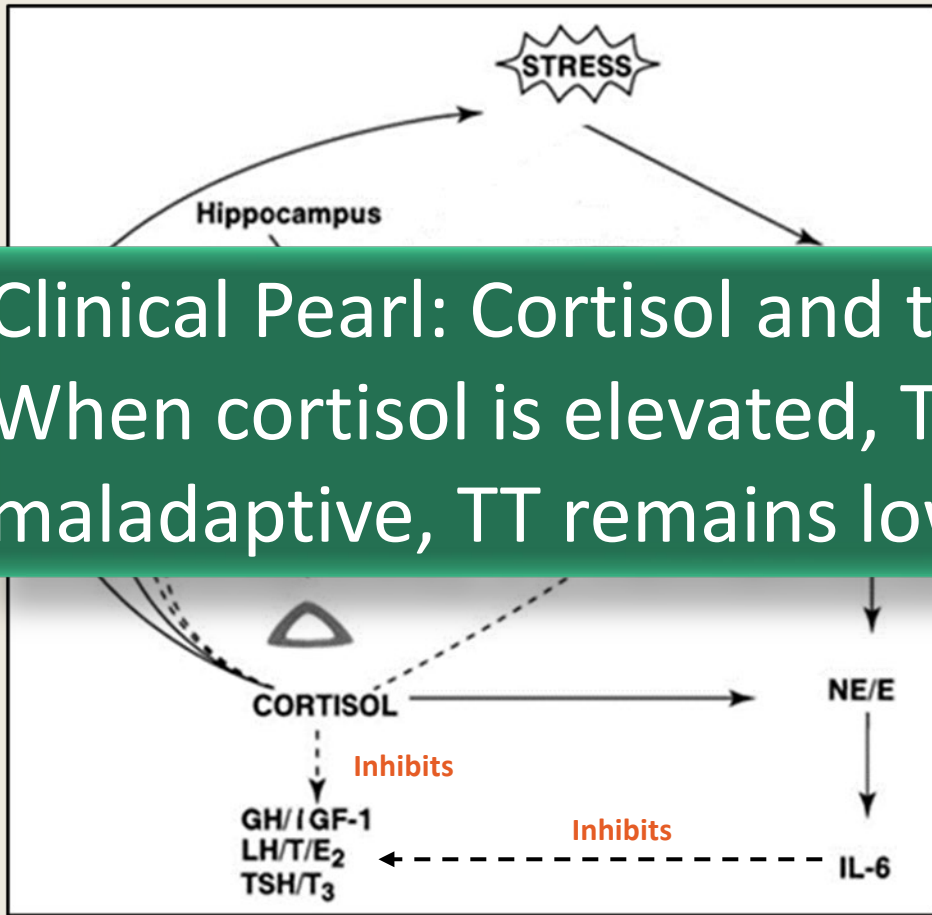 STRESS
Hippocampus
Clinical Pearl: Cortisol and t
When cortisol is elevated, T
maladaptive, TT remains lov
CORTISOL
NE/E
Inhibits
GH/IGF-1
LH/T/E₂
TSH/T₃
Inhibits
IL-6